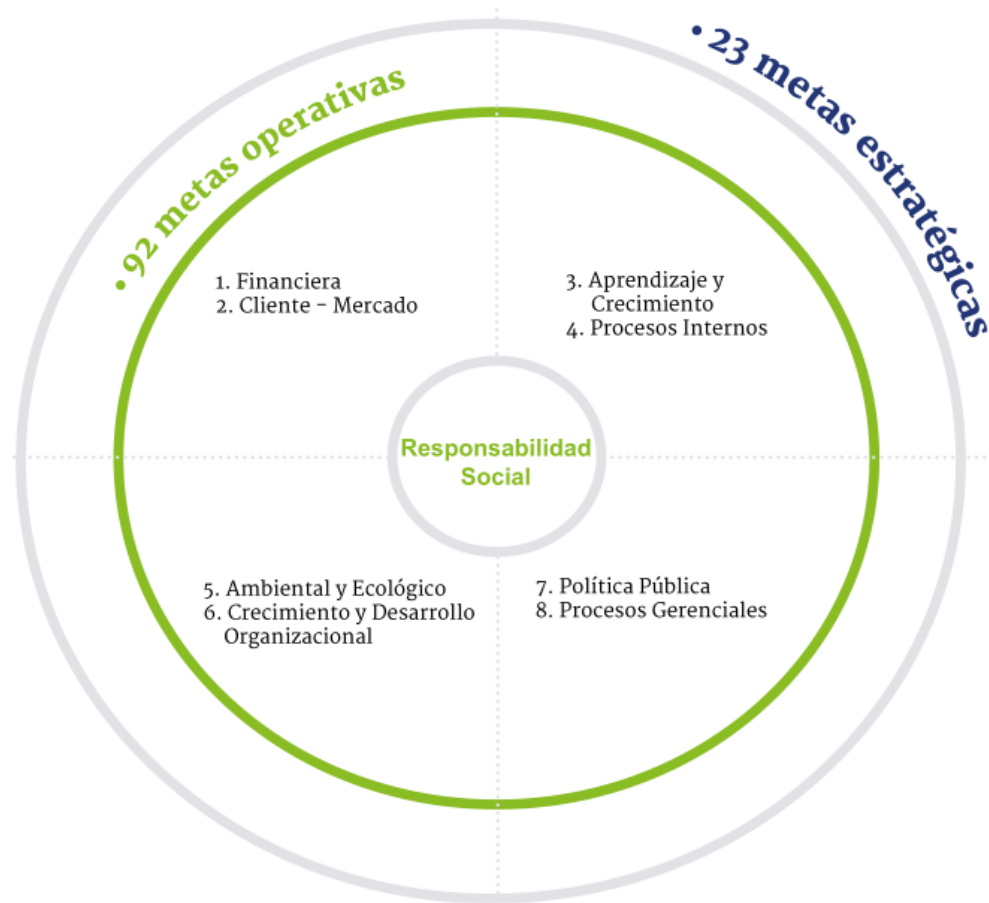 • 92 metas operativas
• 23 metas estratégicas
1. Financiera
2. Cliente – Mercado
3. Aprendizaje y
Crecimiento
4. Procesos Internos
Responsabilidad
Social
5. Ambiental y Ecológico
6. Crecimiento y Desarrollo
Organizacional
7. Política Pública
8. Procesos Gerenciales